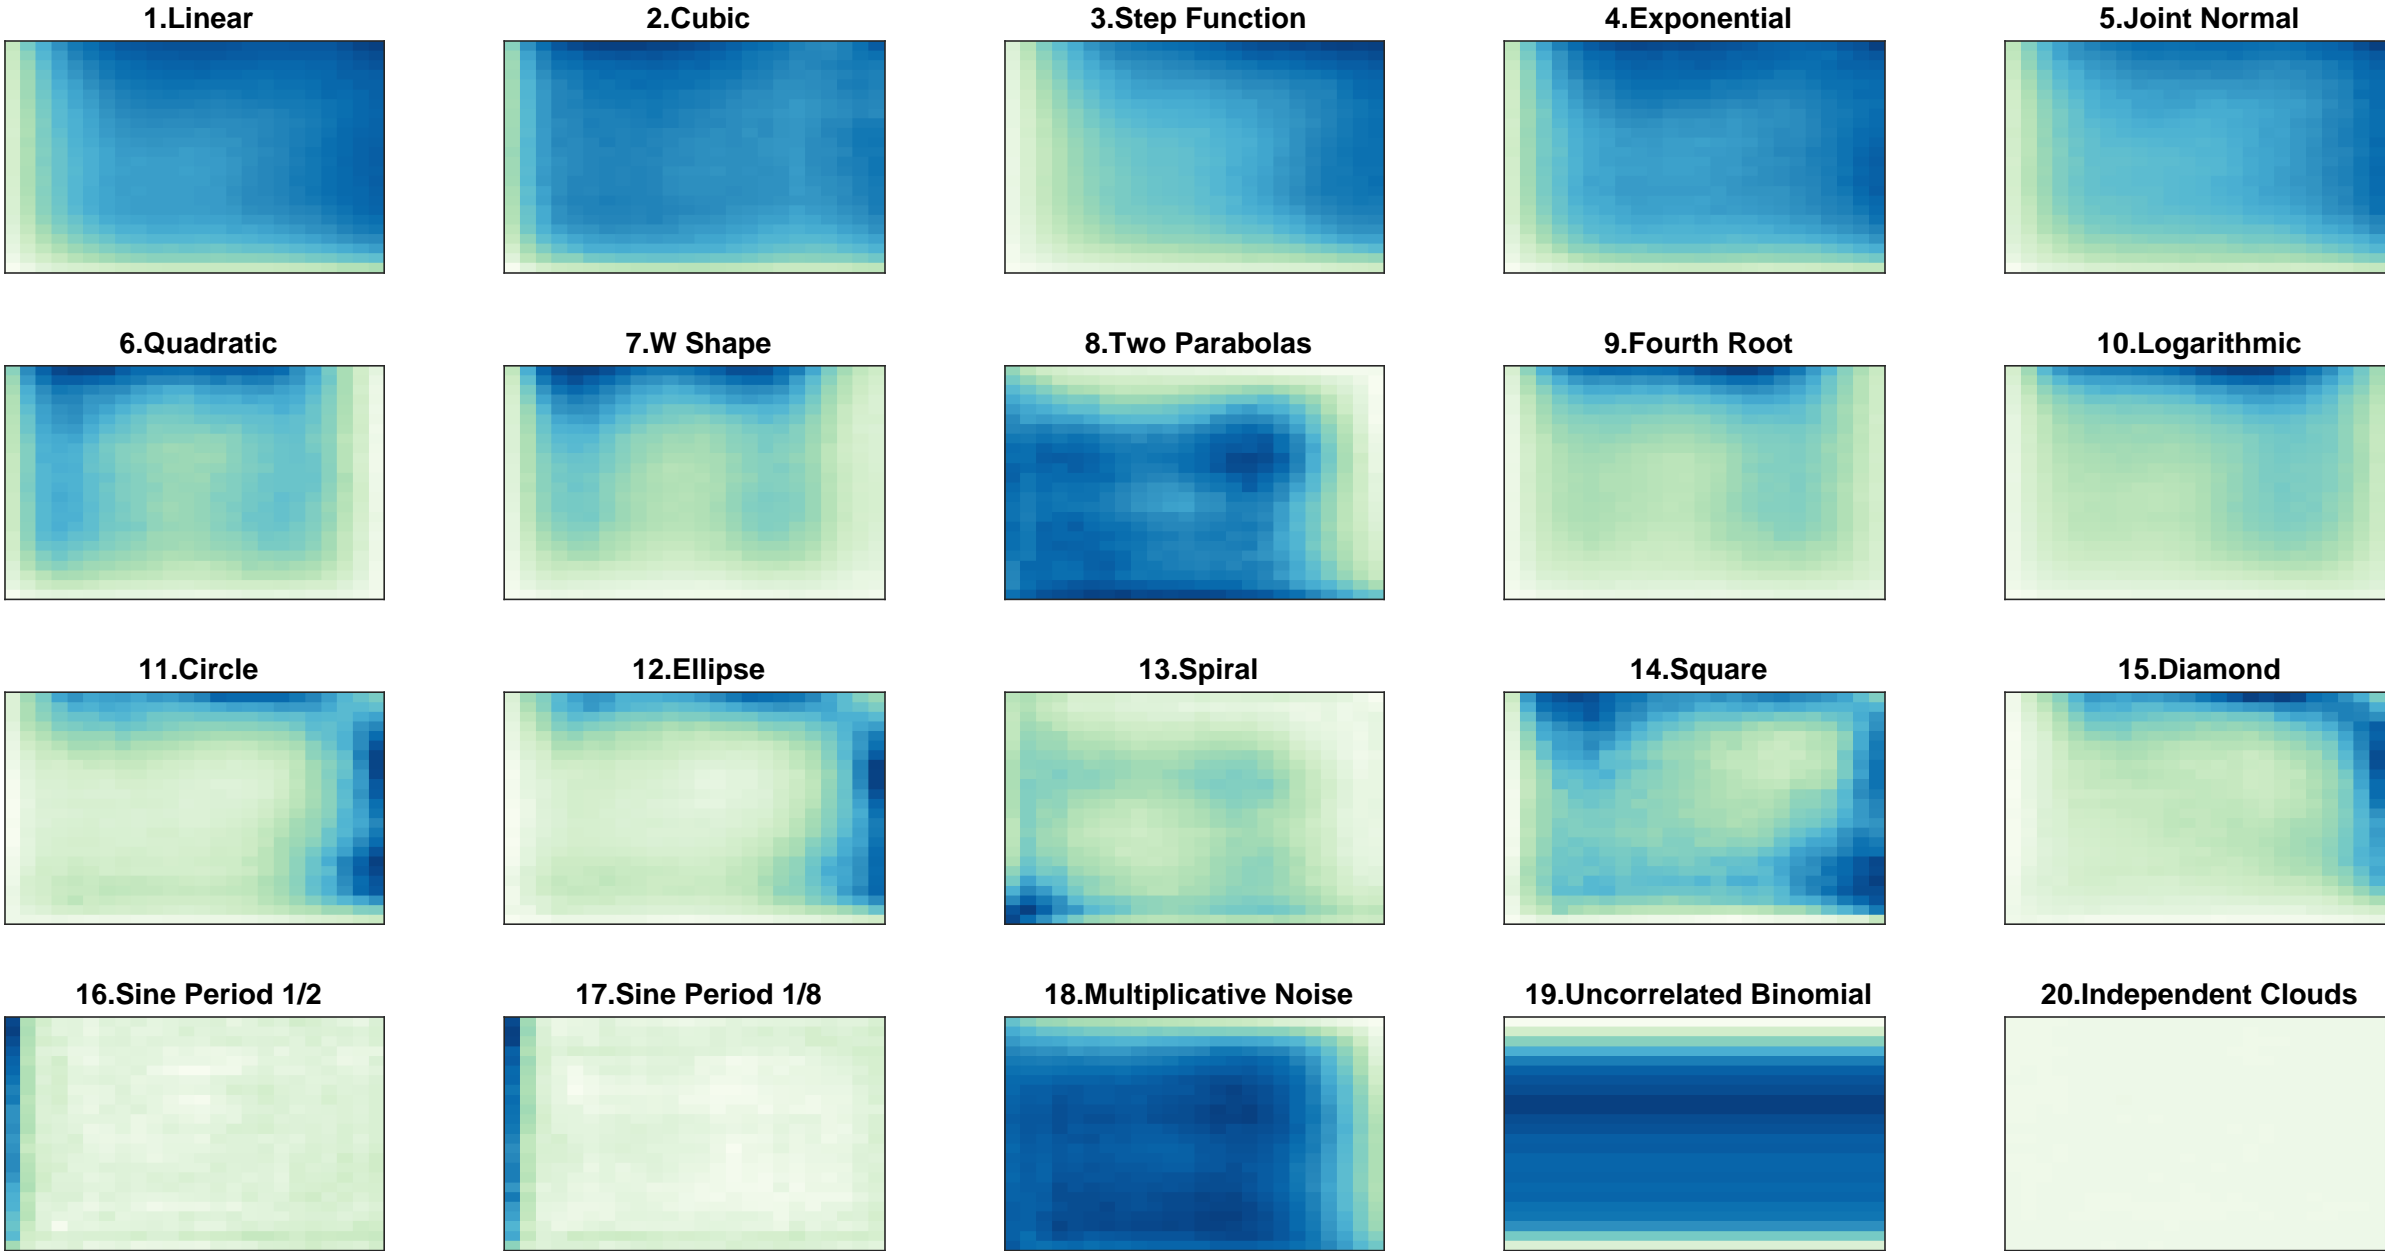 1.Linear
2.Cubic
3.Step Function
4.Exponential
5.Joint Normal
6.Quadratic
7.W Shape
8.Two Parabolas
9.Fourth Root
10.Logarithmic
11.Circle
12.Ellipse
13.Spiral
14.Square
15.Diamond
16.Sine Period 1/2
17.Sine Period 1/8
18.Multiplicative Noise
19.Uncorrelated Binomial
20.Independent Clouds